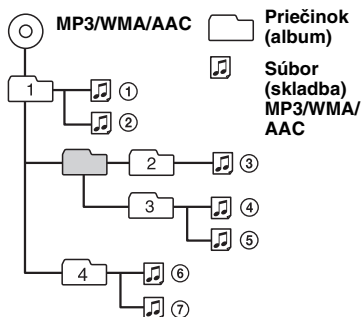 MP3/WMA/AAC
Priečinok
(album)
Súbor
(skladba)
MP3/WMA/
AAC
1
①
②
2
③
3
④
⑤
4
⑥
⑦